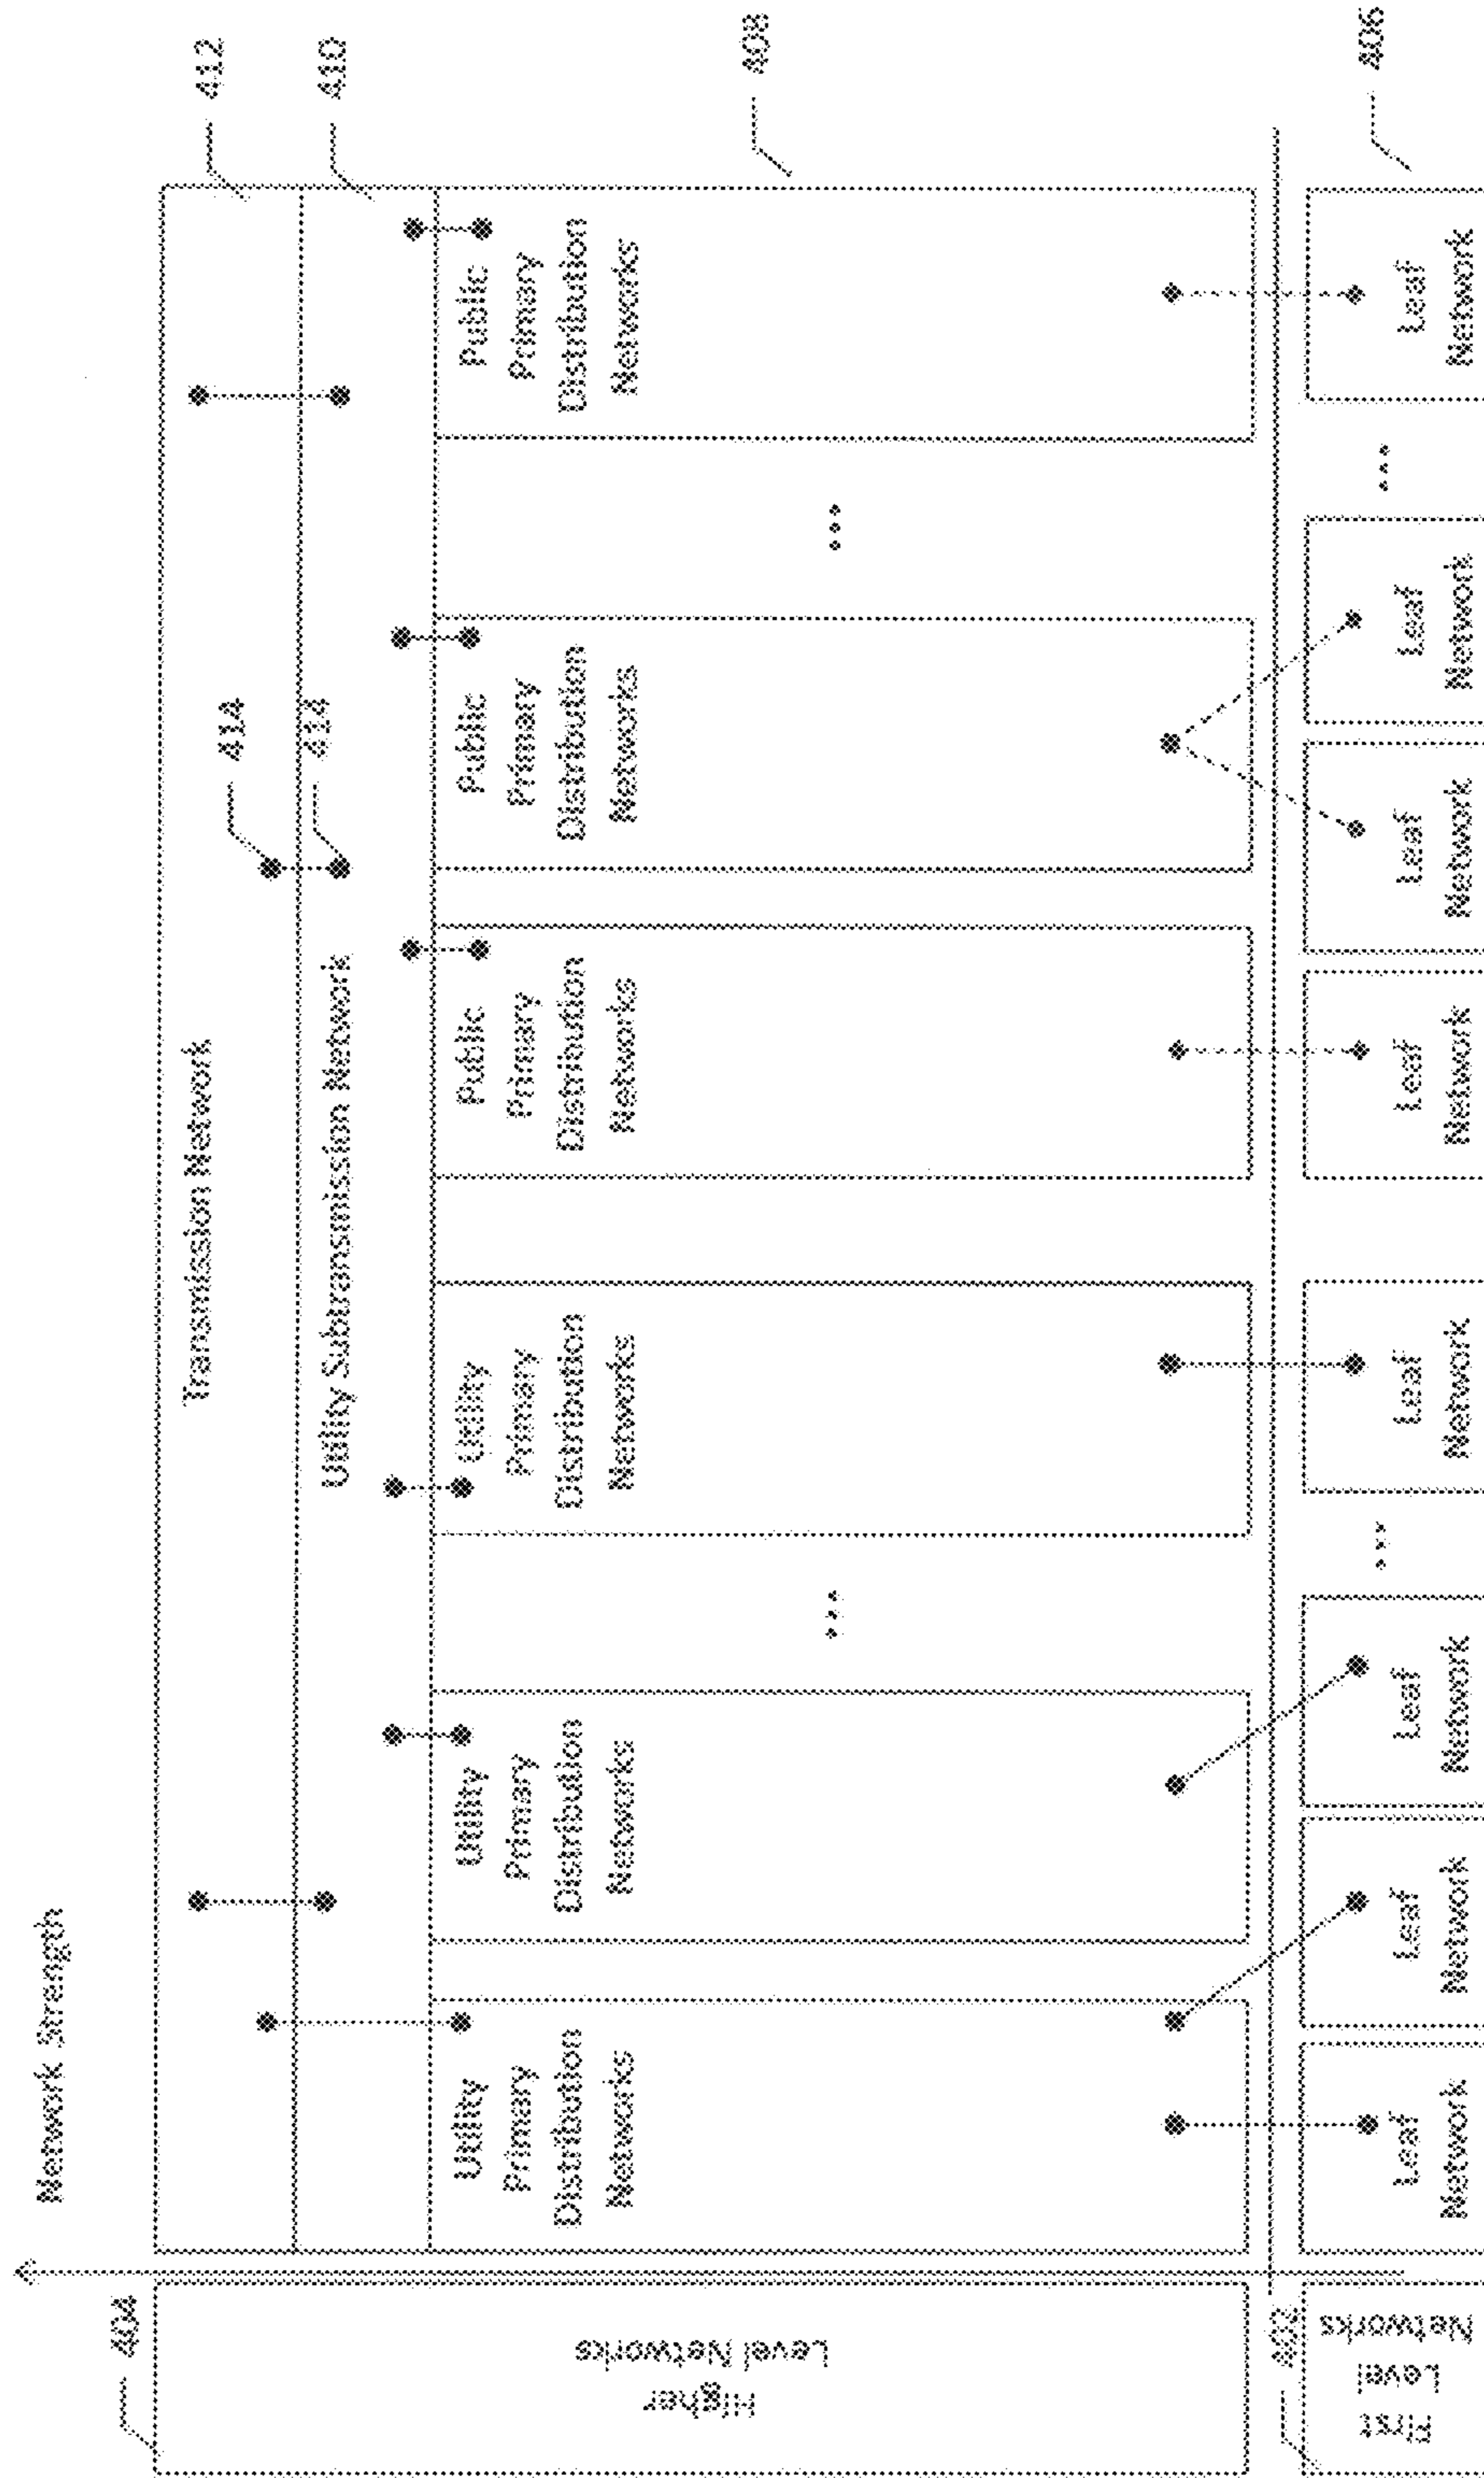 Network Strength
404
Higher
Level Networks
Transmission Network
412
414
Utility Subtransmission Network
414
410
Utility
Primary
Distribution
Networks
Utility
Primary
Distribution
Networks
...
Utility
Primary
Distribution
Networks
Public
Primary
Distribution
Networks
Public
Primary
Distribution
Networks
...
Public
Primary
Distribution
Networks
408
402
First
Level
Networks
Leaf
Network
Leaf
Network
Leaf
Network
...
Leaf
Network
Leaf
Network
Leaf
Network
Leaf
Network
...
Leaf
Network
406